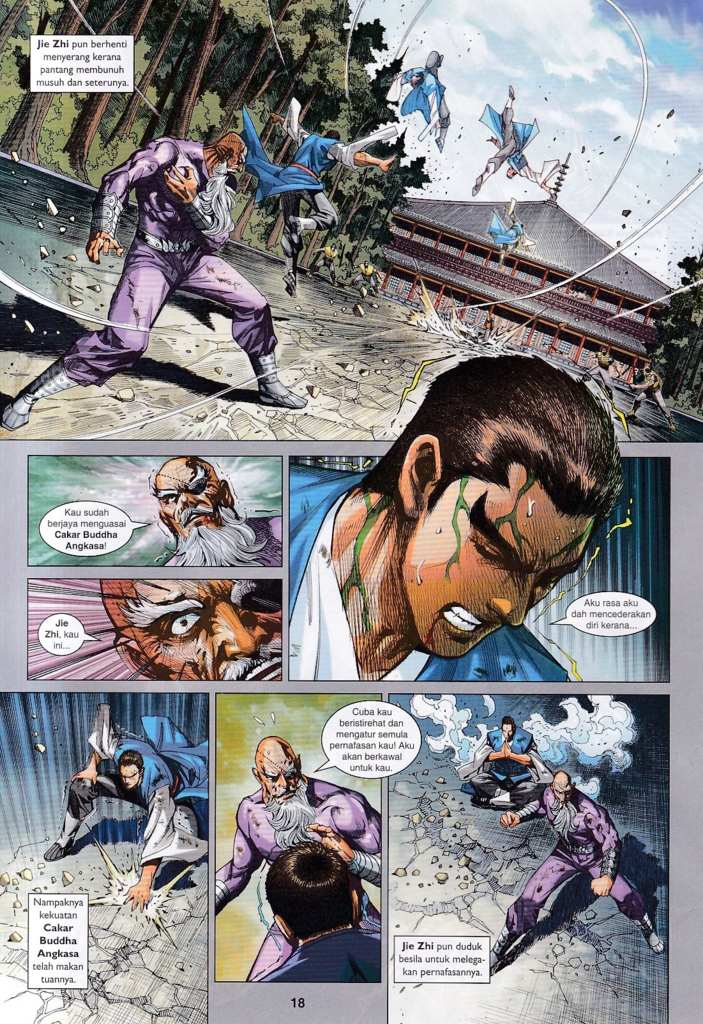 Jie Zhi pun berhenti
menyerang kerana
pantang membunuh
musuh dan seterunya.
Kau sudah
berjaya menguasai
Cakar Buddha
Angkasa!
Jie
Zhi, kau
ini...
Aku rasa aku
dah mencederakan
diri kerana...
Nampaknya
kekuatan
Cakar
Buddha
Angkasa
telah makan
tuannya.
Cuba kau
beristirehat dan
mengatur semula
pernafasan kau! Aku
akan berkawal
untuk kau.
Jie Zhi pun duduk
besila untuk melega-
kan pernafasannya.
18